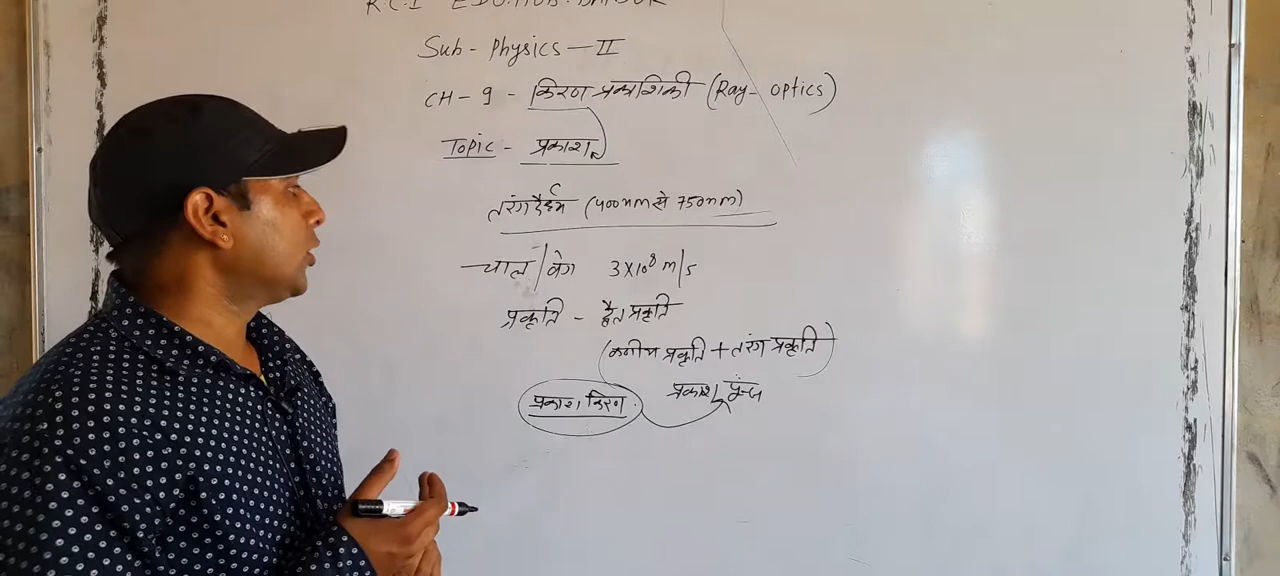 Sub - Physics - II
CH - 9 - किरण प्रकाशिकी (Ray - optics)
Topic - प्रकाश
तरंगदैर्ध्य (400nm से 750nm)
चाल/वेग 3×10⁸ m/s
प्रकृति - द्वैत प्रकृति
(कणीय प्रकृति + तरंग प्रकृति)
प्रकाश पुंज
प्रकाश किरण